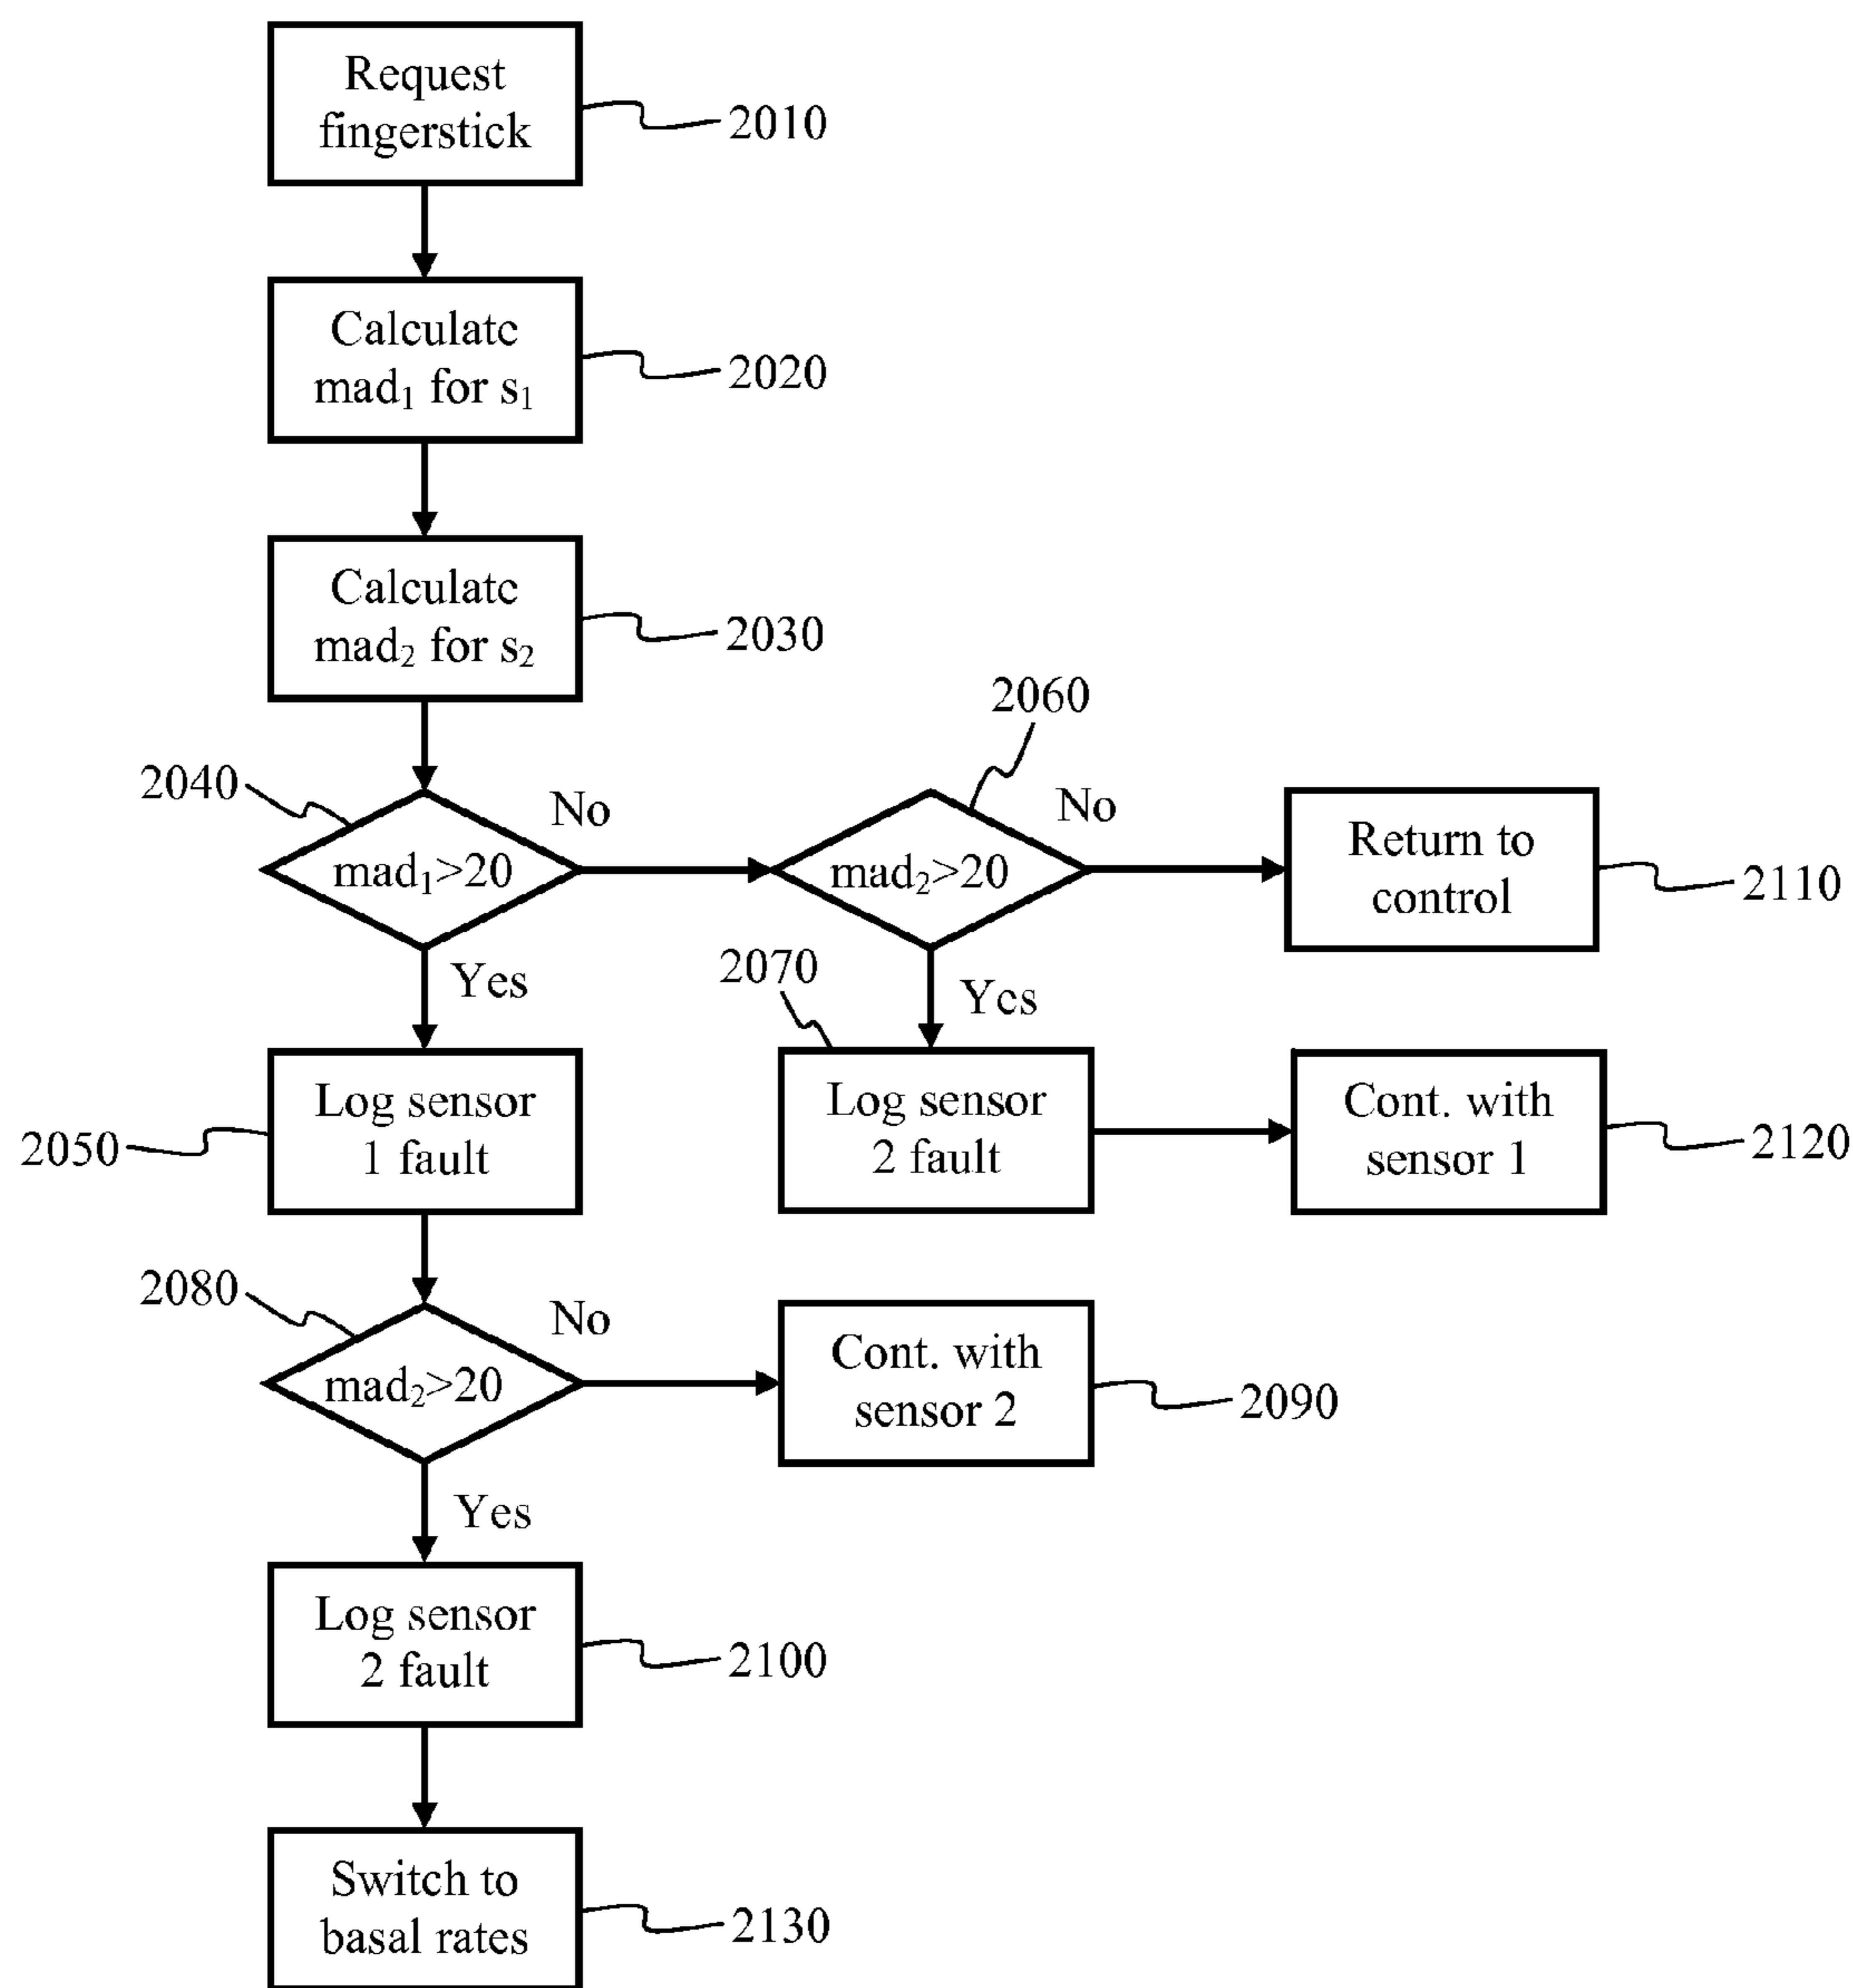 Request
fingerstick
2010
Calculate
mad₁ for s₁
2020
Calculate
mad₂ for s₂
2030
2060
2040
No
No
mad₁>20
mad₂>20
Return to
control
2110
Yes
2070
Yes
Log sensor
1 fault
2050
Log sensor
2 fault
Cont. with
sensor 1
2120
2080
No
mad₂>20
Cont. with
sensor 2
2090
Yes
Log sensor
2 fault
2100
Switch to
basal rates
2130